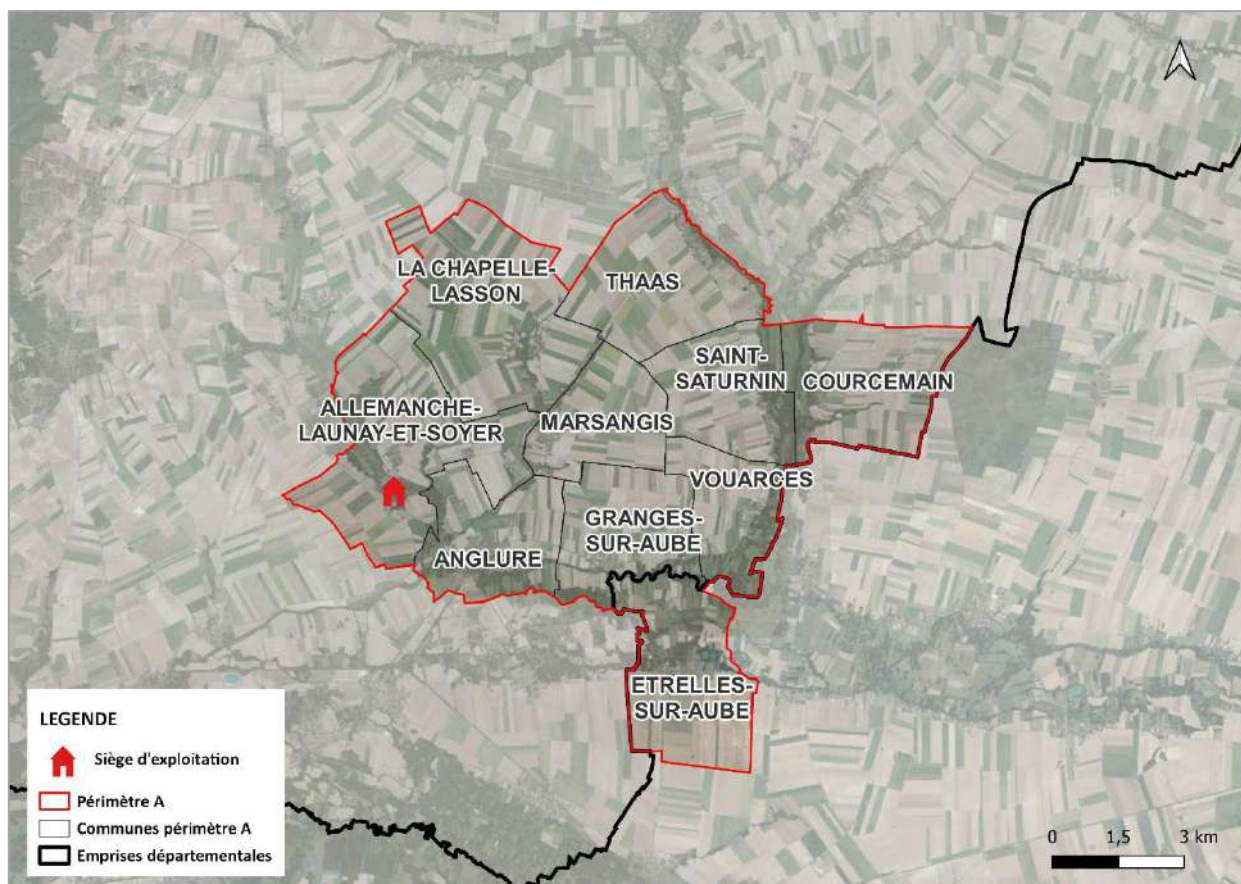 LA CHAPELLE-
LASSON
THAAS
SAINT-
SATURNIN
COURCEMAIN
ALLEMANCHE-
LAUNAY-ET-SOYER
MARSANGIS
VOUARCES
GRANGES-
SUR-AUBE
ANGLURE
ETRELLES-
SUR-AUBE
LEGENDE
Siège d'exploitation
Périmètre A
Communes périmètre A
Emprises départementales
0 1,5 3 km